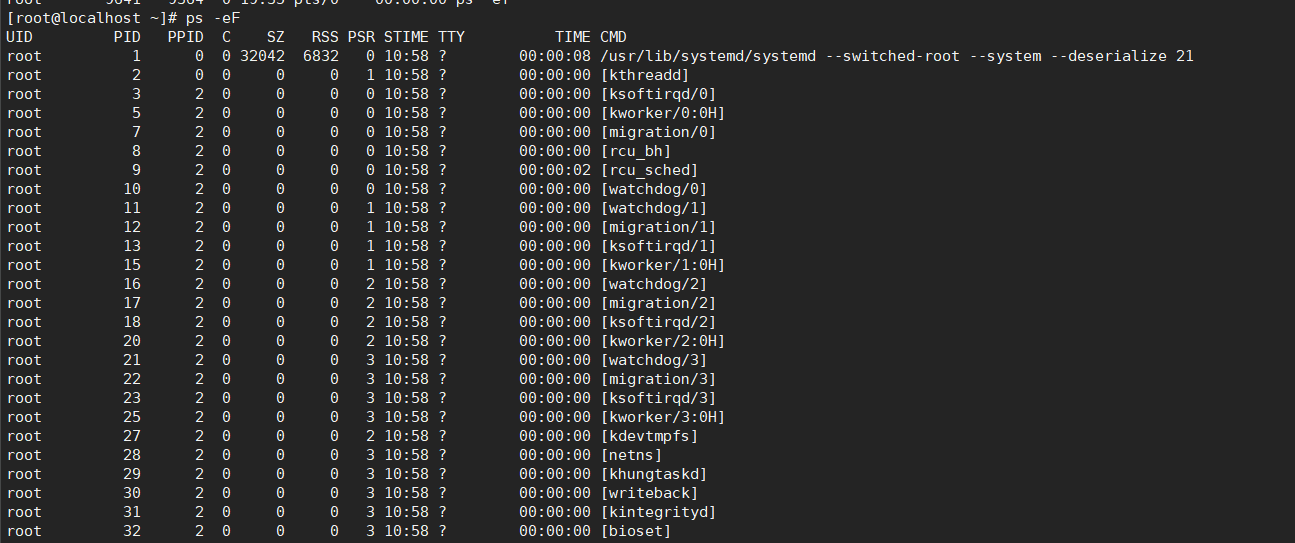 root 9641 9384 0 19:35 pts/0 00:00:00 ps -ef
[root@localhost ~]# ps -eF
UID PID PPID C SZ RSS PSR STIME TTY TIME CMD
root 1 0 0 32042 6832 0 10:58 ? 00:00:08 /usr/lib/systemd/systemd --switched-root --system --deserialize 21
root 2 0 0 0 0 1 10:58 ? 00:00:00 [kthreadd]
root 3 2 0 0 0 0 10:58 ? 00:00:00 [ksoftirqd/0]
root 5 2 0 0 0 0 10:58 ? 00:00:00 [kworker/0:0H]
root 7 2 0 0 0 0 10:58 ? 00:00:00 [migration/0]
root 8 2 0 0 0 0 10:58 ? 00:00:00 [rcu_bh]
root 9 2 0 0 0 0 10:58 ? 00:00:02 [rcu_sched]
root 10 2 0 0 0 0 10:58 ? 00:00:00 [watchdog/0]
root 11 2 0 0 0 1 10:58 ? 00:00:00 [watchdog/1]
root 12 2 0 0 0 1 10:58 ? 00:00:00 [migration/1]
root 13 2 0 0 0 1 10:58 ? 00:00:00 [ksoftirqd/1]
root 15 2 0 0 0 1 10:58 ? 00:00:00 [kworker/1:0H]
root 16 2 0 0 0 2 10:58 ? 00:00:00 [watchdog/2]
root 17 2 0 0 0 2 10:58 ? 00:00:00 [migration/2]
root 18 2 0 0 0 2 10:58 ? 00:00:00 [ksoftirqd/2]
root 20 2 0 0 0 2 10:58 ? 00:00:00 [kworker/2:0H]
root 21 2 0 0 0 3 10:58 ? 00:00:00 [watchdog/3]
root 22 2 0 0 0 3 10:58 ? 00:00:00 [migration/3]
root 23 2 0 0 0 3 10:58 ? 00:00:00 [ksoftirqd/3]
root 25 2 0 0 0 3 10:58 ? 00:00:00 [kworker/3:0H]
root 27 2 0 0 0 2 10:58 ? 00:00:00 [kdevtmpfs]
root 28 2 0 0 0 3 10:58 ? 00:00:00 [netns]
root 29 2 0 0 0 3 10:58 ? 00:00:00 [khungtaskd]
root 30 2 0 0 0 3 10:58 ? 00:00:00 [writeback]
root 31 2 0 0 0 3 10:58 ? 00:00:00 [kintegrityd]
root 32 2 0 0 0 3 10:58 ? 00:00:00 [bioset]